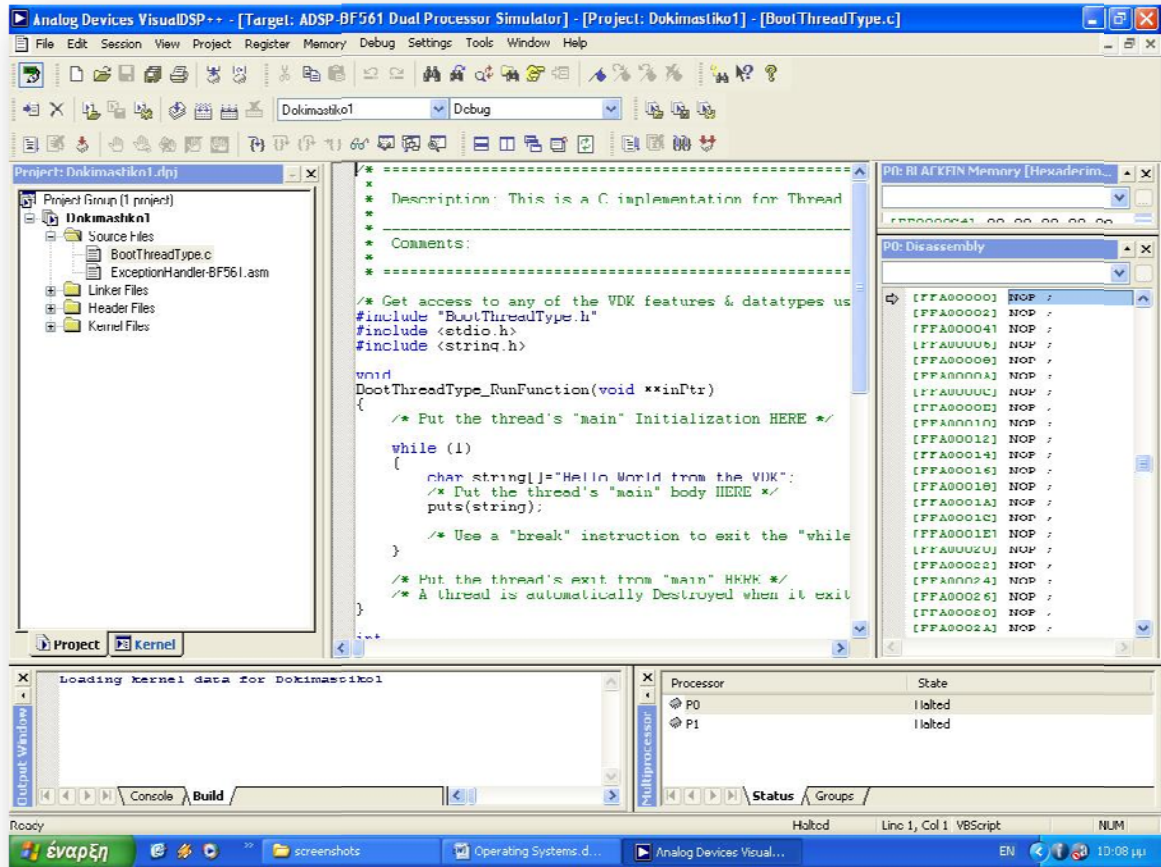 Analog Devices VisualDSP++ - [Target: ADSP-BF561 Dual Processor Simulator] - [Project: Dokimastiko1] - [BootThreadType.c]
File Edit Session View Project Register Memory Debug Settings Tools Window Help
Dokimastiko1 Debug
Project: Dokimastiko1.dpj
Project Group (1 project)
Dokimastiko1
Source Files
BootThreadType.c
ExceptionHandler-BF561.asm
Linker Files
Header Files
Kernel Files
Project Kernel
/* ================================================
*
* Description: This is a C implementation for Thread
*
* ------------------------------------------------
* Comments:
*
* ================================================
/* Get access to any of the VDK features & datatypes us
#include "BootThreadType.h"
#include <stdio.h>
#include <string.h>
void
BootThreadType_RunFunction(void **inPtr)
{
/* Put the thread's "main" Initialization HERE */
while (1)
{
char string[]="Hello World from the VDK";
/* Put the thread's "main" body HERE */
puts(string);
/* Use a "break" instruction to exit the "while
}
/* Put the thread's exit from "main" HERE */
/* A thread is automatically Destroyed when it exit
}
int
P0: BLACKFIN Memory [Hexadecim...
P0: Disassembly
[FFA00000] NOP ;
[FFA00002] NOP ;
[FFA00004] NOP ;
[FFA00006] NOP ;
[FFA00008] NOP ;
[FFA0000A] NOP ;
[FFA0000C] NOP ;
[FFA0000E] NOP ;
[FFA00010] NOP ;
[FFA00012] NOP ;
[FFA00014] NOP ;
[FFA00016] NOP ;
[FFA00018] NOP ;
[FFA0001A] NOP ;
[FFA0001C] NOP ;
[FFA0001E] NOP ;
[FFA00020] NOP ;
[FFA00022] NOP ;
[FFA00024] NOP ;
[FFA00026] NOP ;
[FFA00028] NOP ;
[FFA0002A] NOP ;
Output Window
Loading kernel data for Dokimastiko1
Console Build
Multiprocessor
Processor State
P0 Halted
P1 Halted
Status Groups
Ready Halted Line 1, Col 1 VBScript NUM
έναρξη screenshots Operating Systems.d... Analog Devices Visual... EN 10:08 μμ